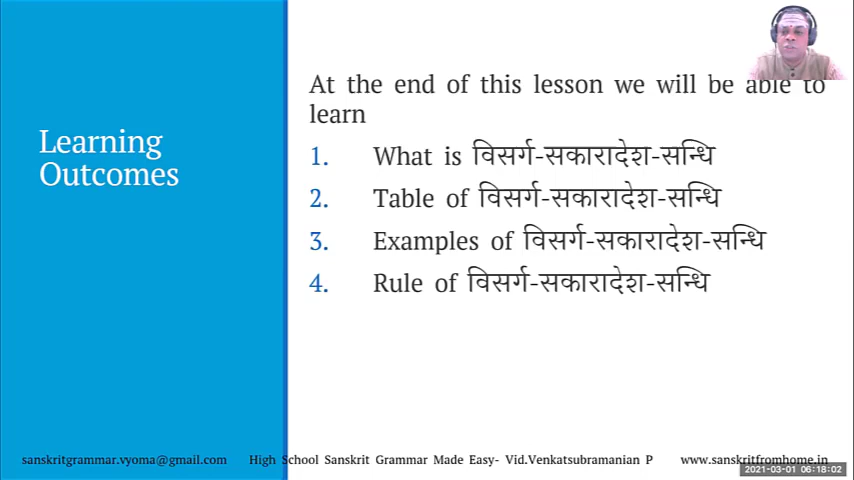 Learning
Outcomes
At the end of this lesson we will be able to
learn
1. What is विसर्ग-सकारादेश-सन्धि
2. Table of विसर्ग-सकारादेश-सन्धि
3. Examples of विसर्ग-सकारादेश-सन्धि
4. Rule of विसर्ग-सकारादेश-सन्धि
sanskritgrammar.vyoma@gmail.com High School Sanskrit Grammar Made Easy- Vid.Venkatsubramanian P www.sanskritfromhome.in
2021-03-01 06:18:02